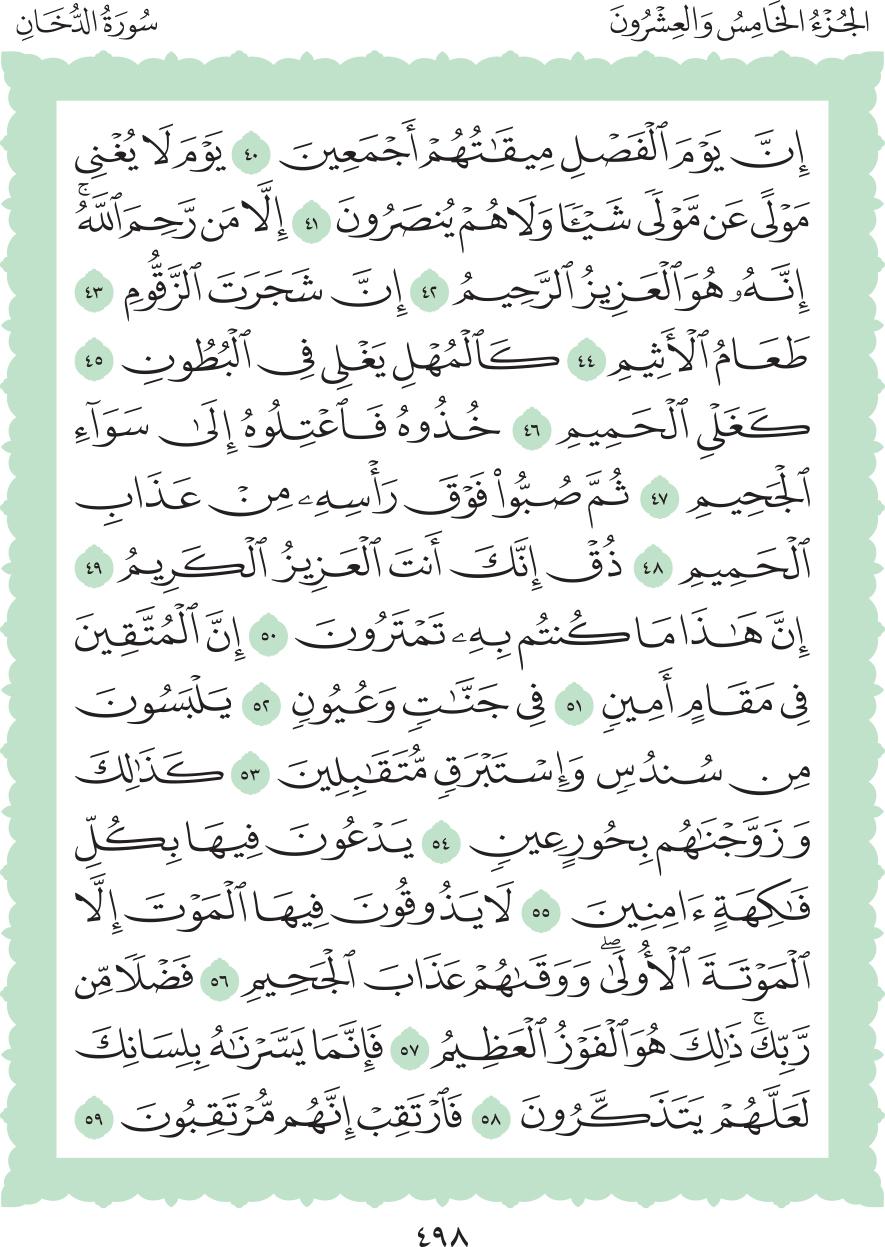 الجُزْءُ الخَامِسُ وَالعِشْرُونَ
سُورَةُ الدُّخَانِ
إِنَّ يَوْمَ ٱلْفَصْلِ مِيقَٰتُهُمْ أَجْمَعِينَ ٤٠ يَوْمَ لَا يُغْنِى
مَوْلًى عَن مَّوْلًى شَيْـًٔا وَلَا هُمْ يُنصَرُونَ ٤١ إِلَّا مَن رَّحِمَ ٱللَّهُۚ
إِنَّهُۥ هُوَ ٱلْعَزِيزُ ٱلرَّحِيمُ ٤٢ إِنَّ شَجَرَتَ ٱلزَّقُّومِ ٤٣
طَعَامُ ٱلْأَثِيمِ ٤٤ كَٱلْمُهْلِ يَغْلِى فِى ٱلْبُطُونِ ٤٥
كَغَلْىِ ٱلْحَمِيمِ ٤٦ خُذُوهُ فَٱعْتِلُوهُ إِلَىٰ سَوَآءِ
ٱلْجَحِيمِ ٤٧ ثُمَّ صُبُّوا۟ فَوْقَ رَأْسِهِۦ مِنْ عَذَابِ
ٱلْحَمِيمِ ٤٨ ذُقْ إِنَّكَ أَنتَ ٱلْعَزِيزُ ٱلْكَرِيمُ ٤٩
إِنَّ هَٰذَا مَا كُنتُم بِهِۦ تَمْتَرُونَ ٥٠ إِنَّ ٱلْمُتَّقِينَ
فِى مَقَامٍ أَمِينٍ ٥١ فِى جَنَّٰتٍ وَعُيُونٍ ٥٢ يَلْبَسُونَ
مِن سُندُسٍ وَإِسْتَبْرَقٍ مُّتَقَٰبِلِينَ ٥٣ كَذَٰلِكَ
وَزَوَّجْنَٰهُم بِحُورٍ عِينٍ ٥٤ يَدْعُونَ فِيهَا بِكُلِّ
فَٰكِهَةٍ ءَامِنِينَ ٥٥ لَا يَذُوقُونَ فِيهَا ٱلْمَوْتَ إِلَّا
ٱلْمَوْتَةَ ٱلْأُولَىٰۖ وَوَقَىٰهُمْ عَذَابَ ٱلْجَحِيمِ ٥٦ فَضْلًا مِّن
رَّبِّكَۚ ذَٰلِكَ هُوَ ٱلْفَوْزُ ٱلْعَظِيمُ ٥٧ فَإِنَّمَا يَسَّرْنَٰهُ بِلِسَانِكَ
لَعَلَّهُمْ يَتَذَكَّرُونَ ٥٨ فَٱرْتَقِبْ إِنَّهُم مُّرْتَقِبُونَ ٥٩
٤٩٨